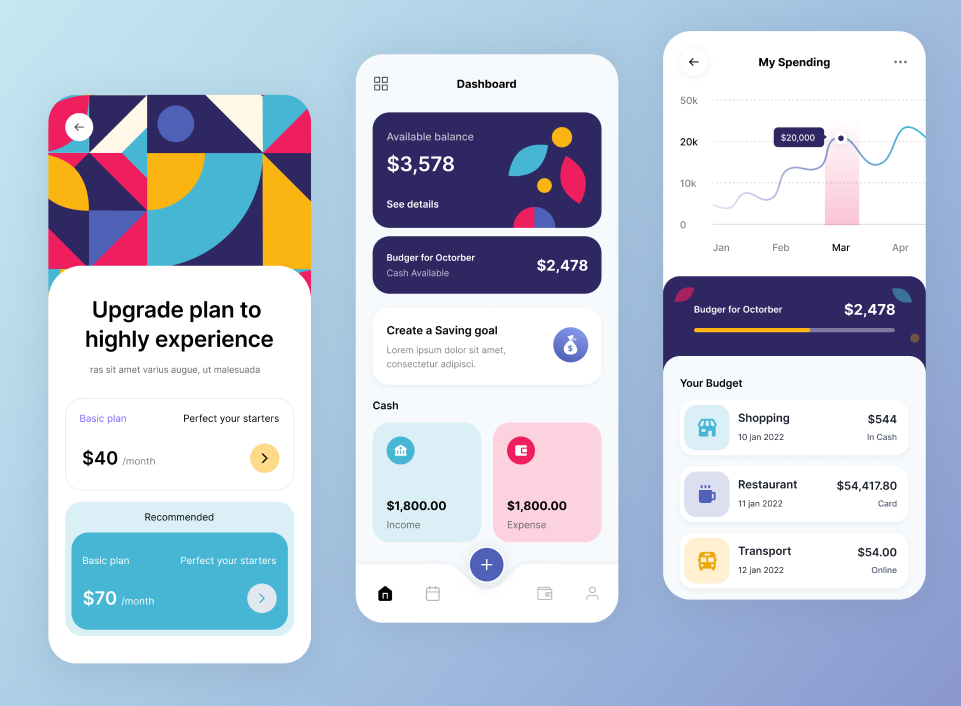 Upgrade plan to
highly experience
ras sit amet varius augue, ut malesuada
Basic plan
Perfect your starters
$40 /month
Recommended
Basic plan
Perfect your starters
$70 /month
Dashboard
Available balance
$3,578
See details
Budger for Octorber
Cash Available
$2,478
Create a Saving goal
Lorem ipsum dolor sit amet,
consectetur adipisci.
Cash
$1,800.00
Income
$1,800.00
Expense
My Spending
50k
20k
10k
0
$20,000
Jan
Feb
Mar
Apr
Budger for Octorber
$2,478
Your Budget
Shopping
$544
10 jan 2022
In Cash
Restaurant
$54,417.80
11 jan 2022
Card
Transport
$54.00
12 jan 2022
Online